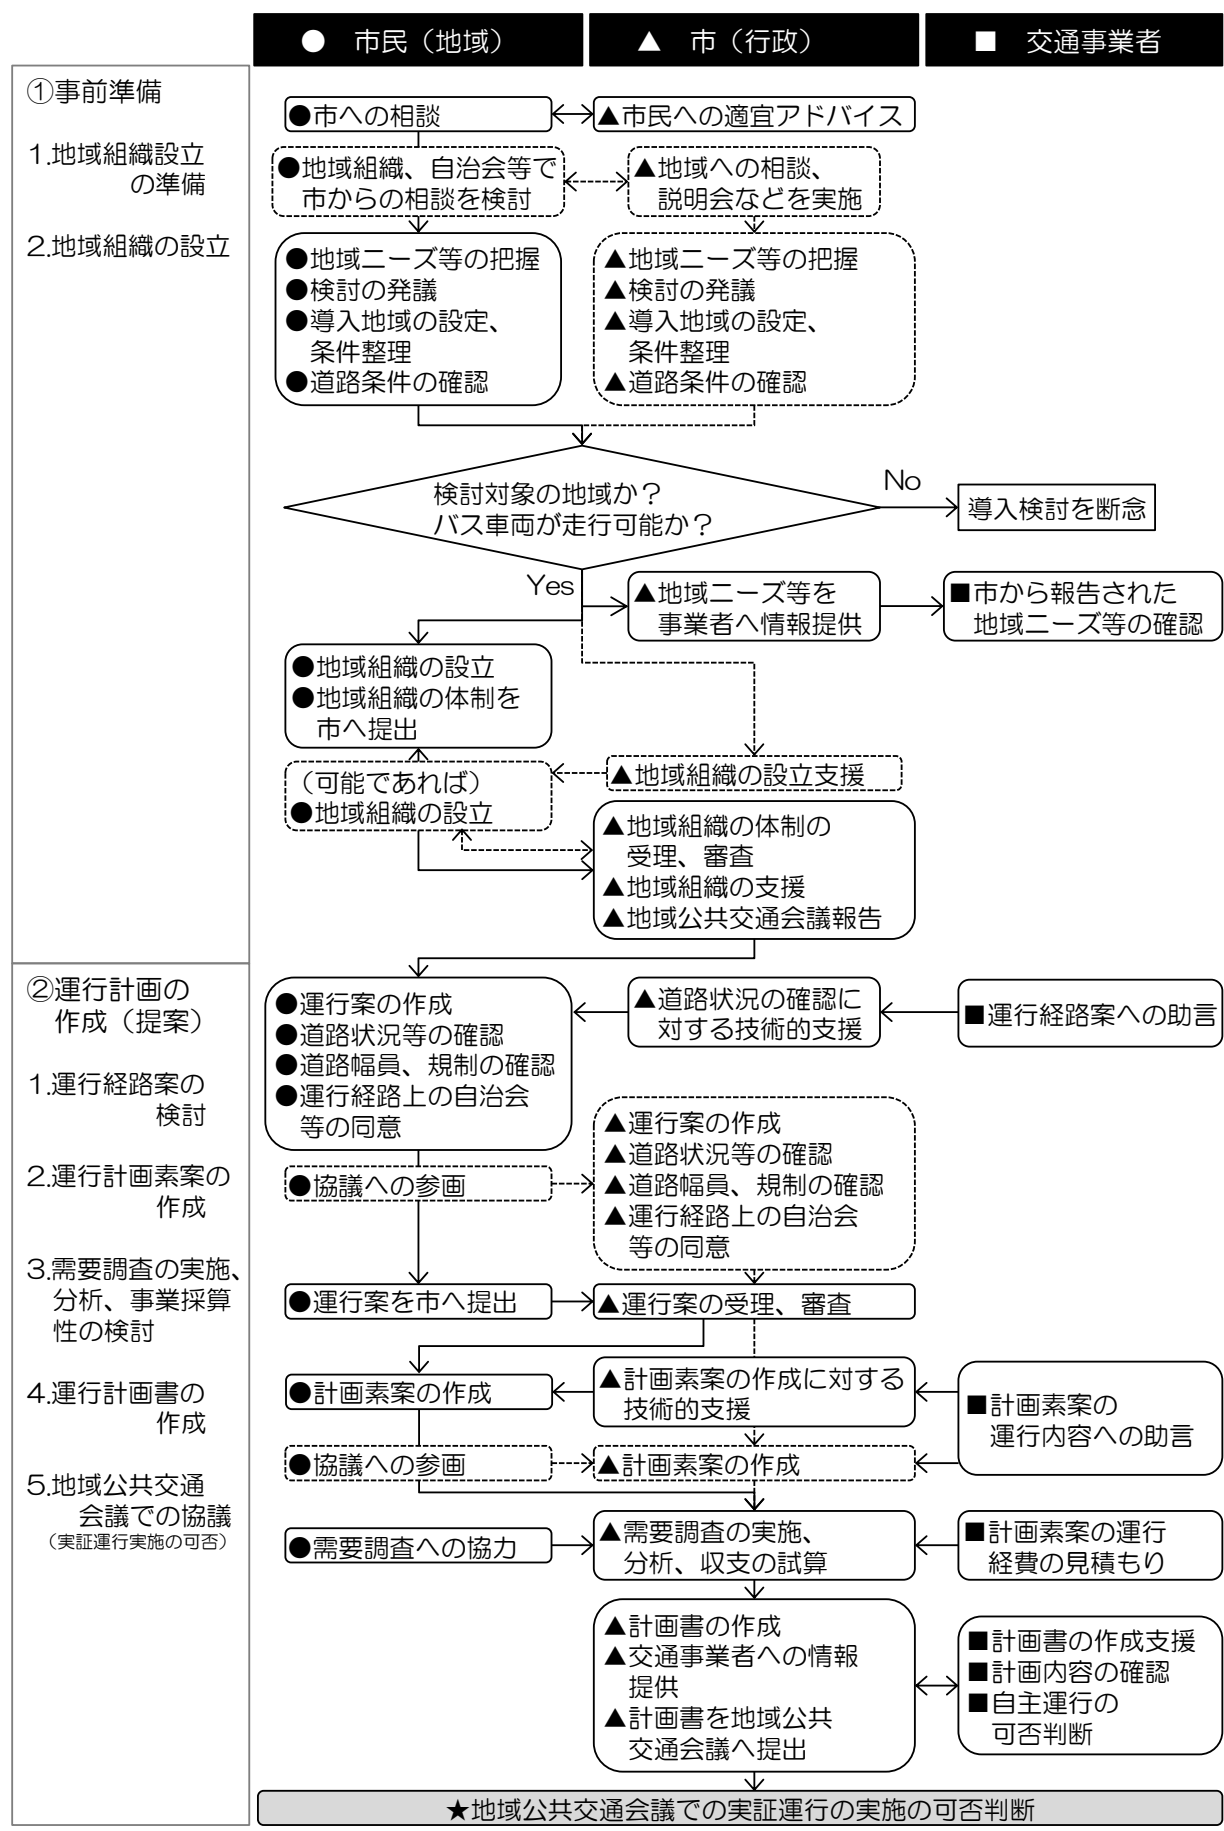 ● 市民（地域）
▲ 市（行政）
■ 交通事業者
①事前準備
1.地域組織設立
の準備
2.地域組織の設立
●市への相談
▲市民への適宜アドバイス
●地域組織、自治会等で
市からの相談を検討
▲地域への相談、
説明会などを実施
●地域ニーズ等の把握
●検討の発議
●導入地域の設定、
条件整理
●道路条件の確認
▲地域ニーズ等の把握
▲検討の発議
▲導入地域の設定、
条件整理
▲道路条件の確認
検討対象の地域か？
バス車両が走行可能か？
No
導入検討を断念
Yes
▲地域ニーズ等を
事業者へ情報提供
■市から報告された
地域ニーズ等の確認
●地域組織の設立
●地域組織の体制を
市へ提出
▲地域組織の設立支援
（可能であれば）
●地域組織の設立
▲地域組織の体制の
受理、審査
▲地域組織の支援
▲地域公共交通会議報告
②運行計画の
作成（提案）
1.運行経路案の
検討
2.運行計画素案の
作成
3.需要調査の実施、
分析、事業採算
性の検討
4.運行計画書の
作成
5.地域公共交通
会議での協議
（実証運行実施の可否）
●運行案の作成
●道路状況等の確認
●道路幅員、規制の確認
●運行経路上の自治会
等の同意
▲道路状況の確認に
対する技術的支援
■運行経路案への助言
▲運行案の作成
▲道路状況等の確認
▲道路幅員、規制の確認
▲運行経路上の自治会
等の同意
●協議への参画
●運行案を市へ提出
▲運行案の受理、審査
●計画素案の作成
▲計画素案の作成に対する
技術的支援
■計画素案の
運行内容への助言
●協議への参画
▲計画素案の作成
●需要調査への協力
▲需要調査の実施、
分析、収支の試算
■計画素案の運行
経費の見積もり
▲計画書の作成
▲交通事業者への情報
提供
▲計画書を地域公共
交通会議へ提出
■計画書の作成支援
■計画内容の確認
■自主運行の
可否判断
★地域公共交通会議での実証運行の実施の可否判断